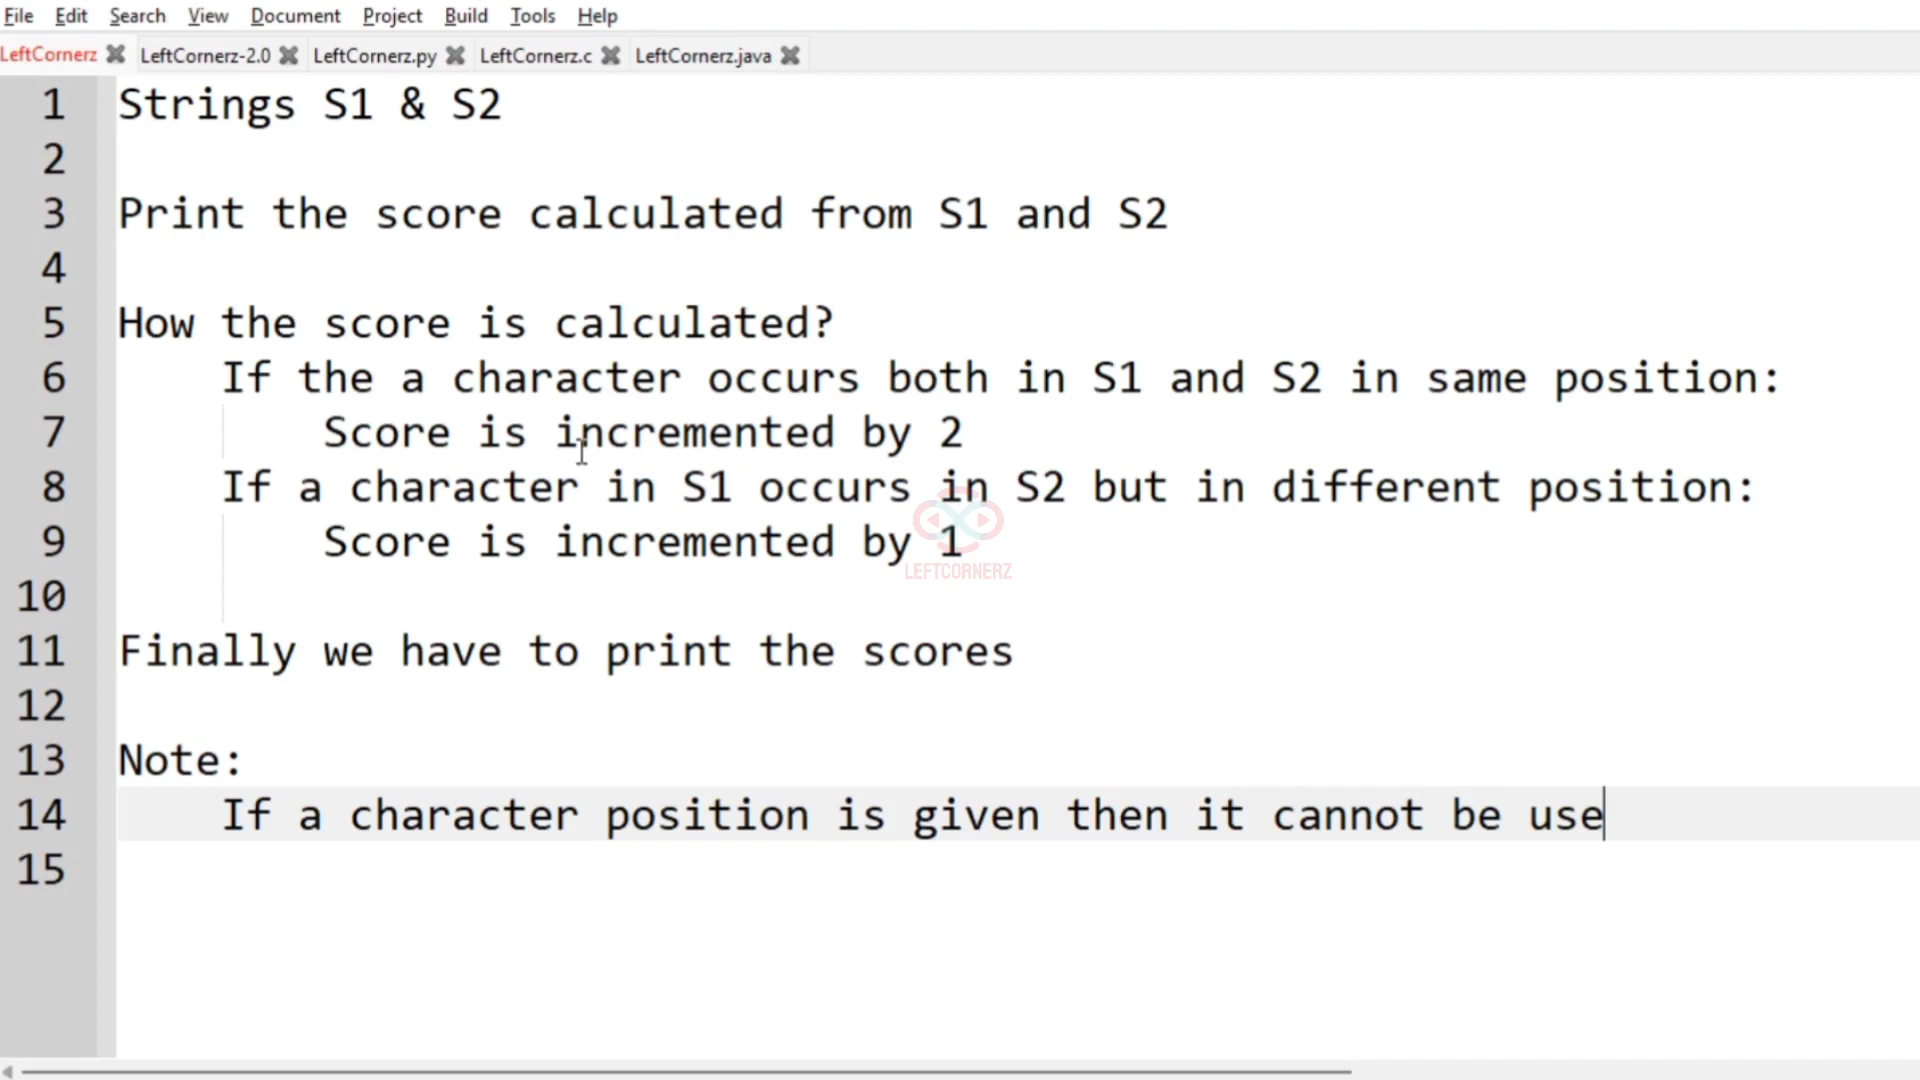 File Edit Search View Document Project Build Tools Help
LeftCornerz LeftCornerz-2.0 LeftCornerz.py LeftCornerz.c LeftCornerz.java
1 Strings S1 & S2
2
3 Print the score calculated from S1 and S2
4
5 How the score is calculated?
6 If the a character occurs both in S1 and S2 in same position:
7 Score is incremented by 2
8 If a character in S1 occurs in S2 but in different position:
9 Score is incremented by 1
LEFTCORNERZ
10
11 Finally we have to print the scores
12
13 Note:
14 If a character position is given then it cannot be use
15